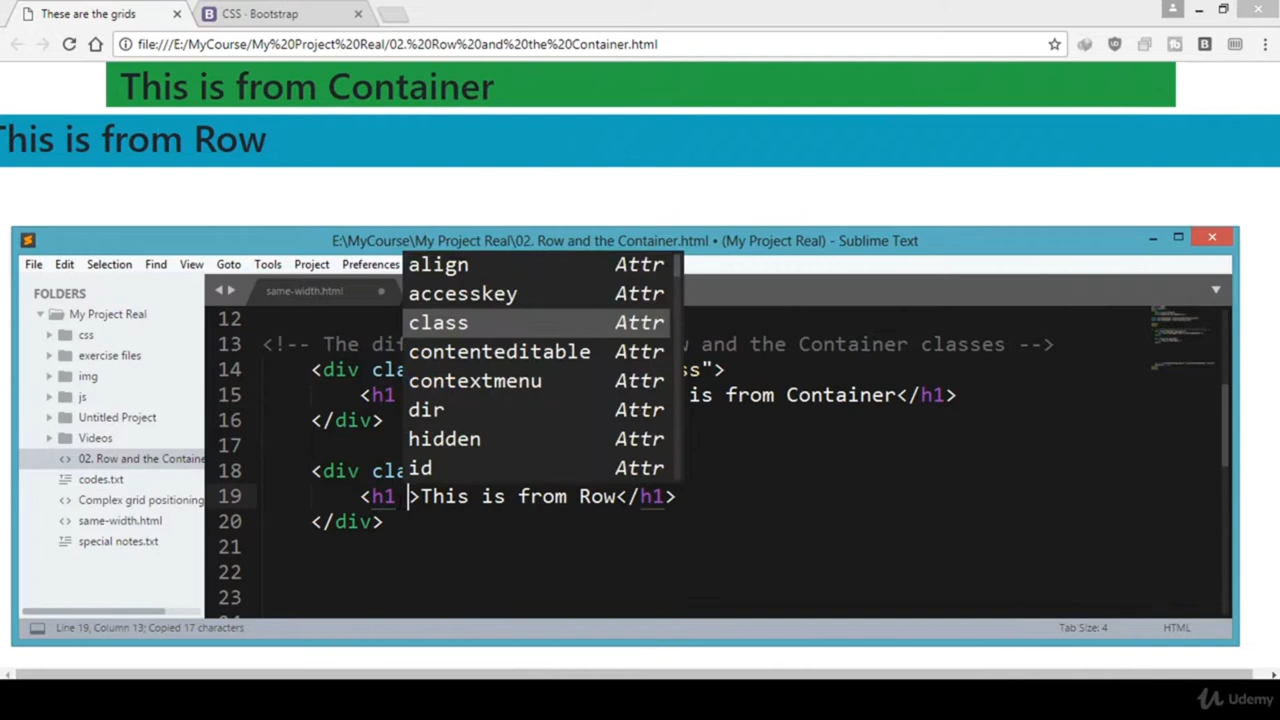 These are the grids
CSS · Bootstrap
file:///E:/MyCourse/My%20Project%20Real/02.%20Row%20and%20the%20Container.html
This is from Container
This is from Row
E:\MyCourse\My Project Real\02. Row and the Container.html • (My Project Real) - Sublime Text
File Edit Selection Find View Goto Tools Project Preferences
FOLDERS
My Project Real
css
exercise files
img
js
Untitled Project
Videos
02. Row and the Containe
codes.txt
Complex grid positioning
same-width.html
special notes.txt
same-width.html
align Attr
accesskey Attr
class Attr
contenteditable Attr
contextmenu Attr
dir Attr
hidden Attr
id Attr
12
13 <!-- The dif w and the Container classes -->
14 <div cla ss">
15 <h1 is from Container</h1>
16 </div>
17
18 <div cla
19 <h1 >This is from Row</h1>
20 </div>
21
22
23
Line 19, Column 13; Copied 17 characters
Tab Size: 4
HTML
Udemy